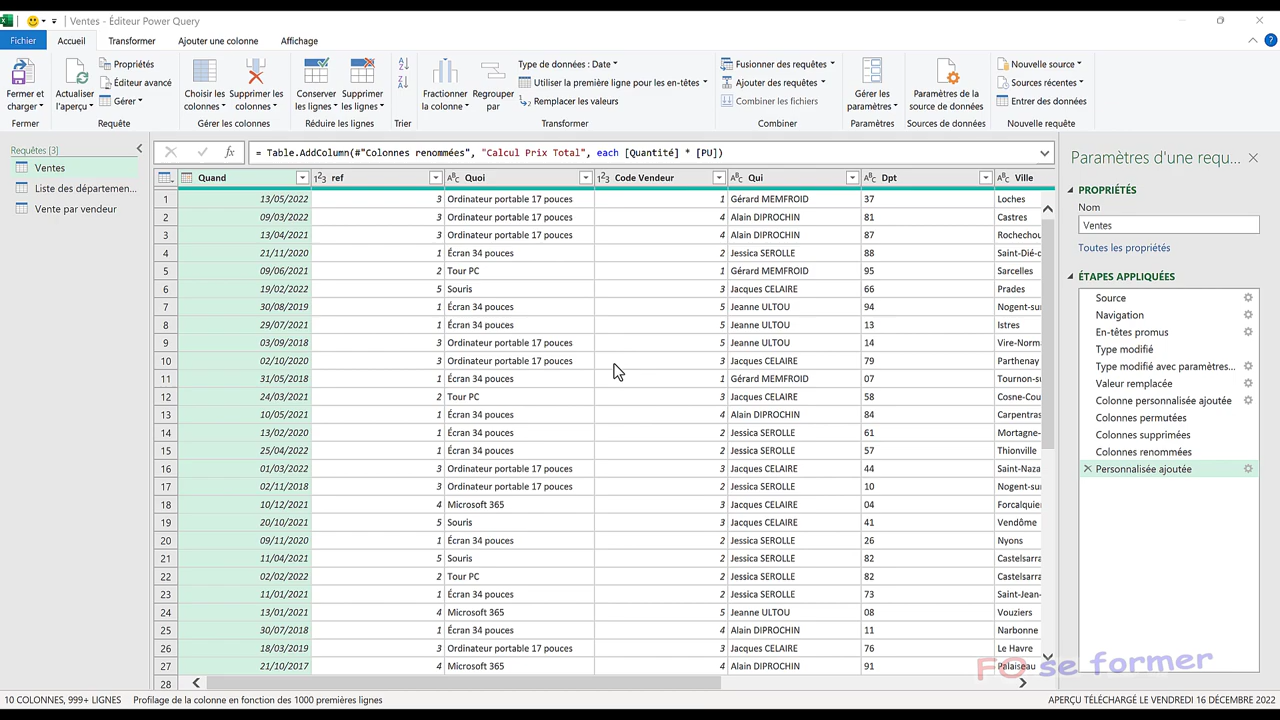 Ventes - Éditeur Power Query
Fichier Accueil Transformer Ajouter une colonne Affichage
Fermer et charger
Fermer
Actualiser l'aperçu
Propriétés
Éditeur avancé
Gérer
Requête
Choisir les colonnes
Supprimer les colonnes
Gérer les colonnes
Conserver les lignes
Supprimer les lignes
Réduire les lignes
Trier
Fractionner la colonne
Regrouper par
Type de données : Date
Utiliser la première ligne pour les en-têtes
Remplacer les valeurs
Transformer
Fusionner des requêtes
Ajouter des requêtes
Combiner les fichiers
Combiner
Gérer les paramètres
Paramètres
Paramètres de la source de données
Sources de données
Nouvelle source
Sources récentes
Entrer des données
Nouvelle requête
Requêtes [3]
Ventes
Liste des départemen...
Vente par vendeur
= Table.AddColumn(#"Colonnes renommées", "Calcul Prix Total", each [Quantité] * [PU])
Quand ref Quoi Code Vendeur Qui Dpt Ville
1 13/05/2022 3 Ordinateur portable 17 pouces 1 Gérard MEMFROID 37 Loches
2 09/03/2022 3 Ordinateur portable 17 pouces 4 Alain DIPROCHIN 81 Castres
3 13/04/2021 3 Ordinateur portable 17 pouces 4 Alain DIPROCHIN 87 Rochechou
4 21/11/2020 1 Écran 34 pouces 2 Jessica SEROLLE 88 Saint-Dié-c
5 09/06/2021 2 Tour PC 1 Gérard MEMFROID 95 Sarcelles
6 19/02/2022 5 Souris 3 Jacques CELAIRE 66 Prades
7 30/08/2019 1 Écran 34 pouces 5 Jeanne ULTOU 94 Nogent-sur
8 29/07/2021 1 Écran 34 pouces 5 Jeanne ULTOU 13 Istres
9 03/09/2018 3 Ordinateur portable 17 pouces 5 Jeanne ULTOU 14 Vire-Norm
10 02/10/2020 3 Ordinateur portable 17 pouces 3 Jacques CELAIRE 79 Parthenay
11 31/05/2018 1 Écran 34 pouces 1 Gérard MEMFROID 07 Tournon-su
12 24/03/2021 2 Tour PC 3 Jacques CELAIRE 58 Cosne-Cou
13 10/05/2021 1 Écran 34 pouces 4 Alain DIPROCHIN 84 Carpentras
14 13/02/2020 1 Écran 34 pouces 2 Jessica SEROLLE 61 Mortagne-
15 25/04/2022 1 Écran 34 pouces 2 Jessica SEROLLE 57 Thionville
16 01/03/2022 3 Ordinateur portable 17 pouces 3 Jacques CELAIRE 44 Saint-Naza
17 02/11/2018 3 Ordinateur portable 17 pouces 2 Jessica SEROLLE 10 Nogent-sur
18 10/12/2021 4 Microsoft 365 3 Jacques CELAIRE 04 Forcalquier
19 20/10/2021 5 Souris 3 Jacques CELAIRE 41 Vendôme
20 09/11/2020 1 Écran 34 pouces 2 Jessica SEROLLE 26 Nyons
21 11/04/2021 5 Souris 2 Jessica SEROLLE 82 Castelsarra
22 02/02/2022 2 Tour PC 2 Jessica SEROLLE 82 Castelsarra
23 11/01/2021 1 Écran 34 pouces 2 Jessica SEROLLE 73 Saint-Jean-
24 13/01/2021 4 Microsoft 365 5 Jeanne ULTOU 08 Vouziers
25 30/07/2018 1 Écran 34 pouces 4 Alain DIPROCHIN 11 Narbonne
26 18/03/2019 3 Ordinateur portable 17 pouces 3 Jacques CELAIRE 76 Le Havre
27 21/10/2017 4 Microsoft 365 4 Alain DIPROCHIN 91 Palaiseau
28
Paramètres d'une requ...
PROPRIÉTÉS
Nom
Ventes
Toutes les propriétés
ÉTAPES APPLIQUÉES
Source
Navigation
En-têtes promus
Type modifié
Type modifié avec paramètres...
Valeur remplacée
Colonne personnalisée ajoutée
Colonnes permutées
Colonnes supprimées
Colonnes renommées
Personnalisée ajoutée
FO se former
10 COLONNES, 999+ LIGNES Profilage de la colonne en fonction des 1000 premières lignes APERÇU TÉLÉCHARGÉ LE VENDREDI 16 DÉCEMBRE 2022